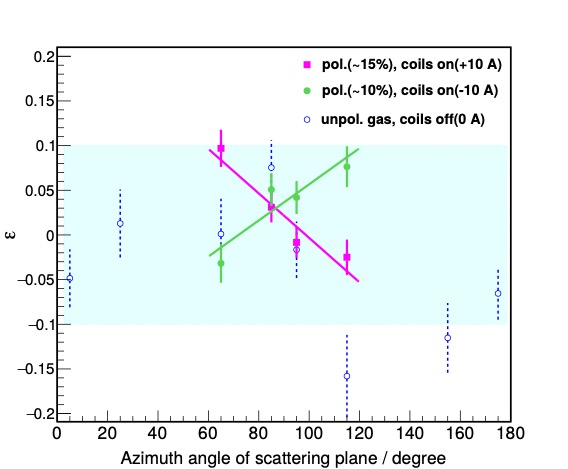 0.2
pol.(~15%), coils on(+10 A)
0.15
pol.(~10%), coils on(-10 A)
unpol. gas, coils off(0 A)
0.1
0.05
0
ε
−0.05
−0.1
−0.15
−0.2
0 20 40 60 80 100 120 140 160 180
Azimuth angle of scattering plane / degree